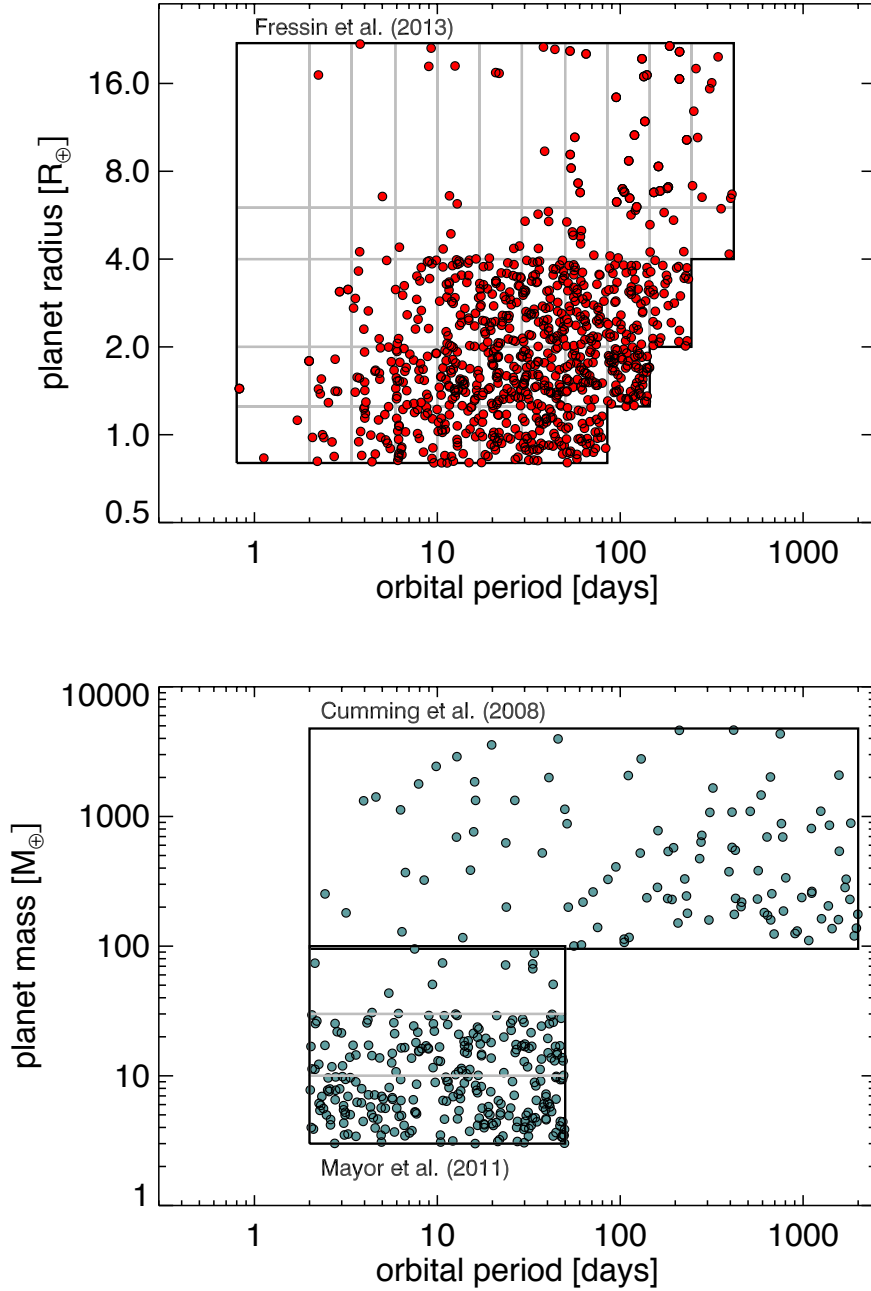 Fressin et al. (2013)
16.0
8.0
4.0
2.0
1.0
0.5
planet radius [R⊕]
1 10 100 1000
orbital period [days]
10000
1000
100
10
1
planet mass [M⊕]
Cumming et al. (2008)
Mayor et al. (2011)
1 10 100 1000
orbital period [days]